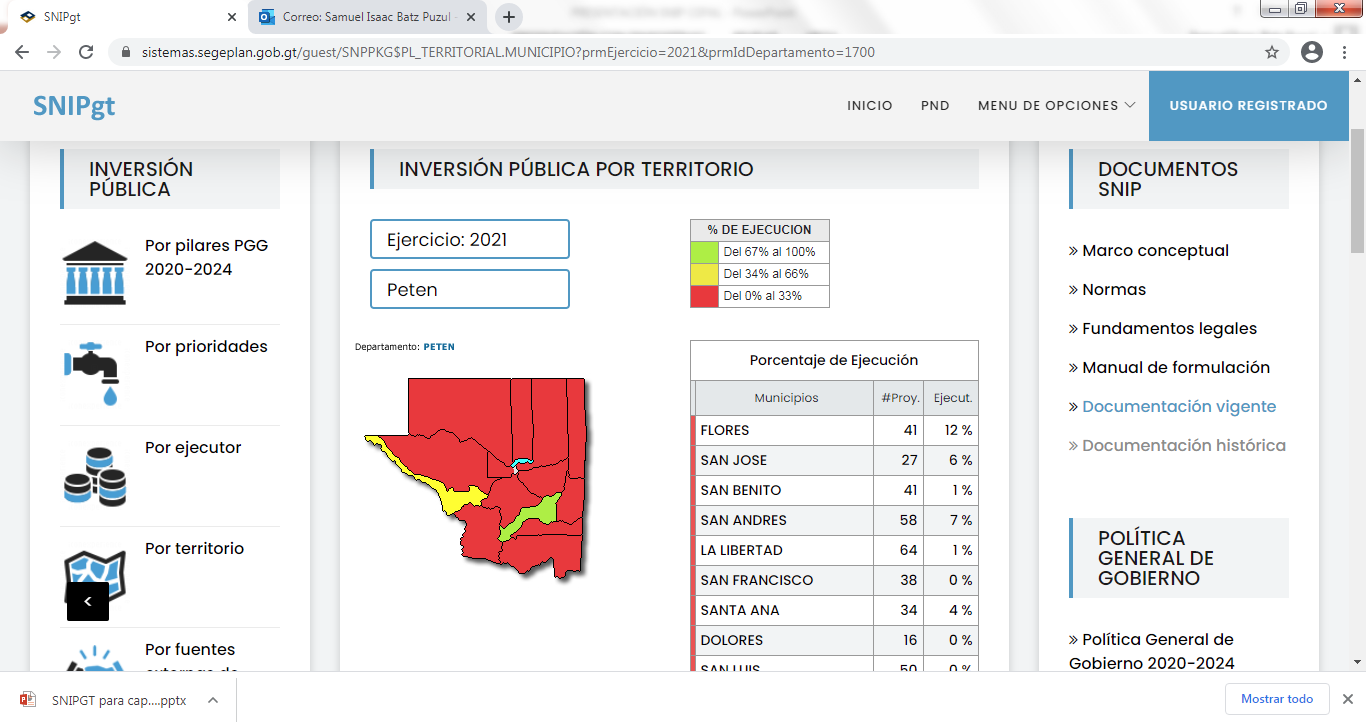 SNIPgt
Correo: Samuel Isaac Batz Puzul
sistemas.segeplan.gob.gt/guest/SNPPKG$PL_TERRITORIAL.MUNICIPIO?prmEjercicio=2021&prmIdDepartamento=1700
SNIPgt
INICIO
PND
MENU DE OPCIONES
USUARIO REGISTRADO
INVERSIÓN
PÚBLICA
Por pilares PGG
2020-2024
Por prioridades
Por ejecutor
Por territorio
Por fuentes
INVERSIÓN PÚBLICA POR TERRITORIO
Ejercicio: 2021
Peten
% DE EJECUCION
Del 67% al 100%
Del 34% al 66%
Del 0% al 33%
Departamento: PETEN
Porcentaje de Ejecución
Municipios #Proy. Ejecut.
FLORES 41 12 %
SAN JOSE 27 6 %
SAN BENITO 41 1 %
SAN ANDRES 58 7 %
LA LIBERTAD 64 1 %
SAN FRANCISCO 38 0 %
SANTA ANA 34 4 %
DOLORES 16 0 %
SAN LUIS 50 0 %
DOCUMENTOS
SNIP
» Marco conceptual
» Normas
» Fundamentos legales
» Manual de formulación
» Documentación vigente
» Documentación histórica
POLÍTICA
GENERAL DE
GOBIERNO
» Política General de
Gobierno 2020-2024
SNIPGT para cap....pptx
Mostrar todo